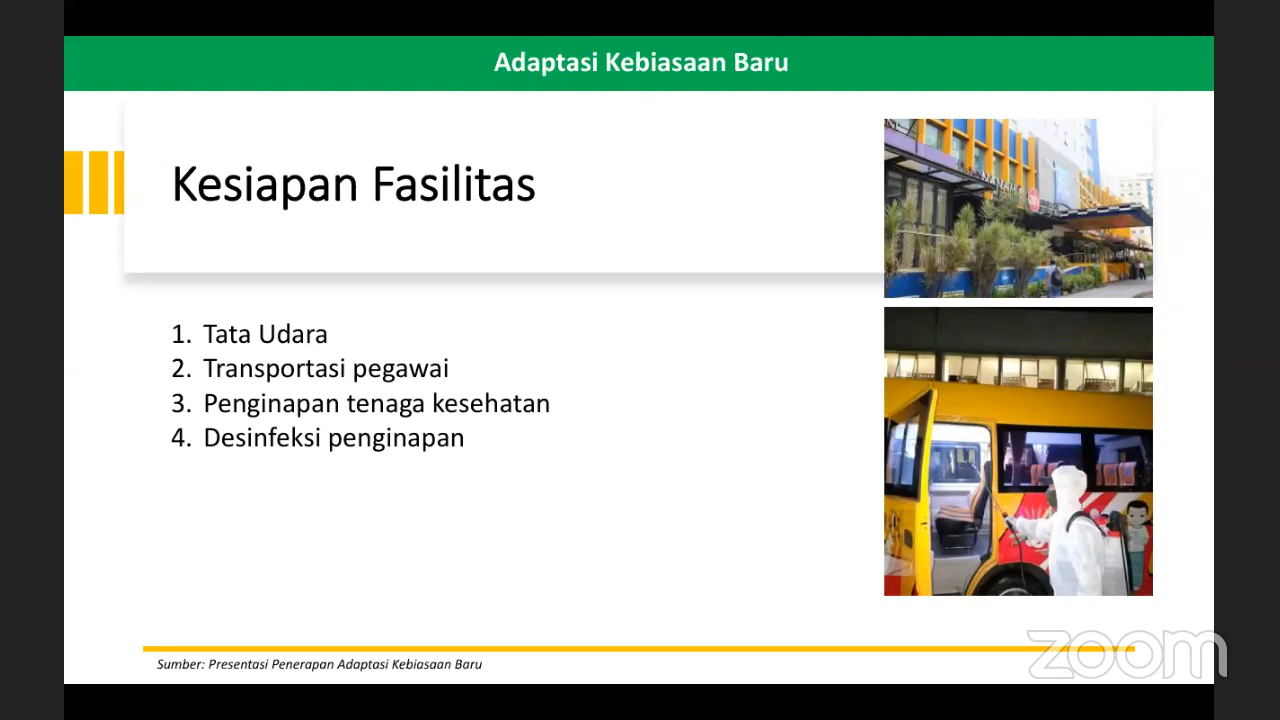 Adaptasi Kebiasaan Baru
Kesiapan Fasilitas
1. Tata Udara
2. Transportasi pegawai
3. Penginapan tenaga kesehatan
4. Desinfeksi penginapan
Sumber: Presentasi Penerapan Adaptasi Kebiasaan Baru
zoom